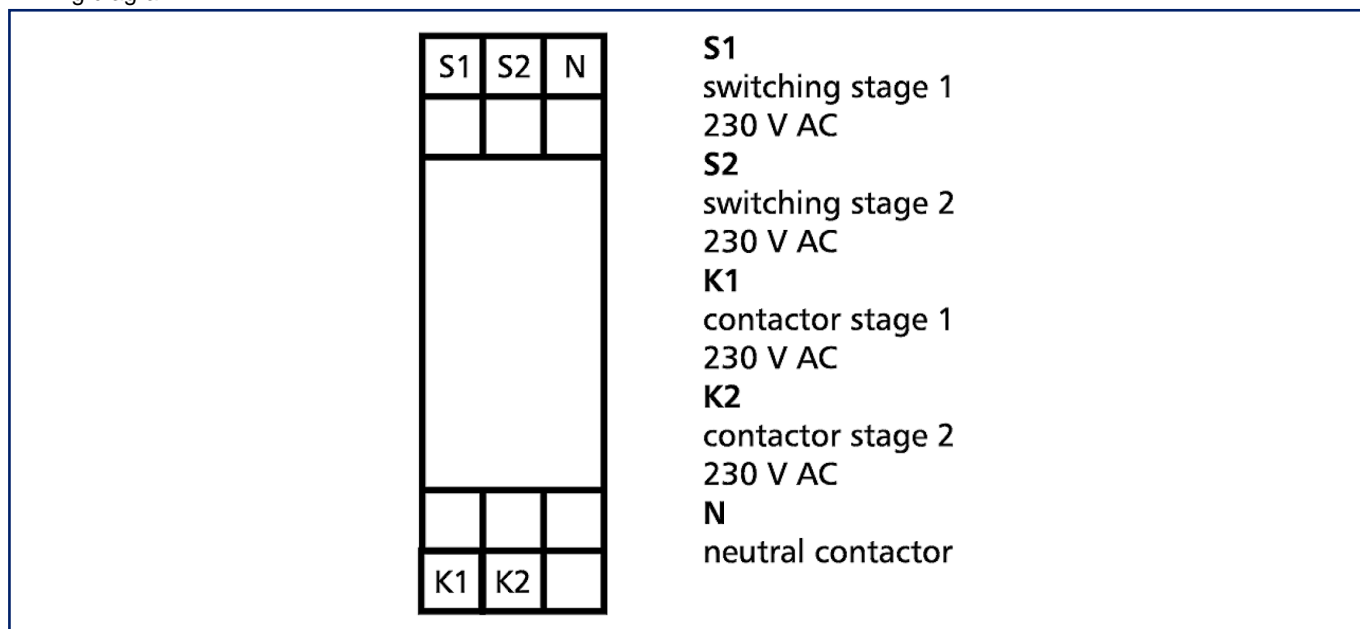 S1 S2 N
K1 K2
S1
switching stage 1
230 V AC
S2
switching stage 2
230 V AC
K1
contactor stage 1
230 V AC
K2
contactor stage 2
230 V AC
N
neutral contactor